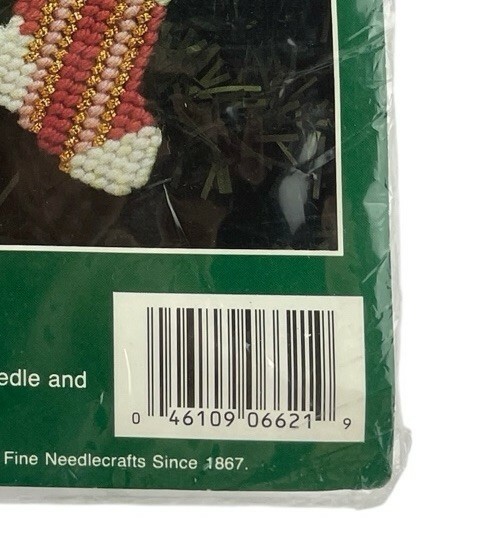 edle and
0 46109 06621 9
Fine Needlecrafts Since 1867.